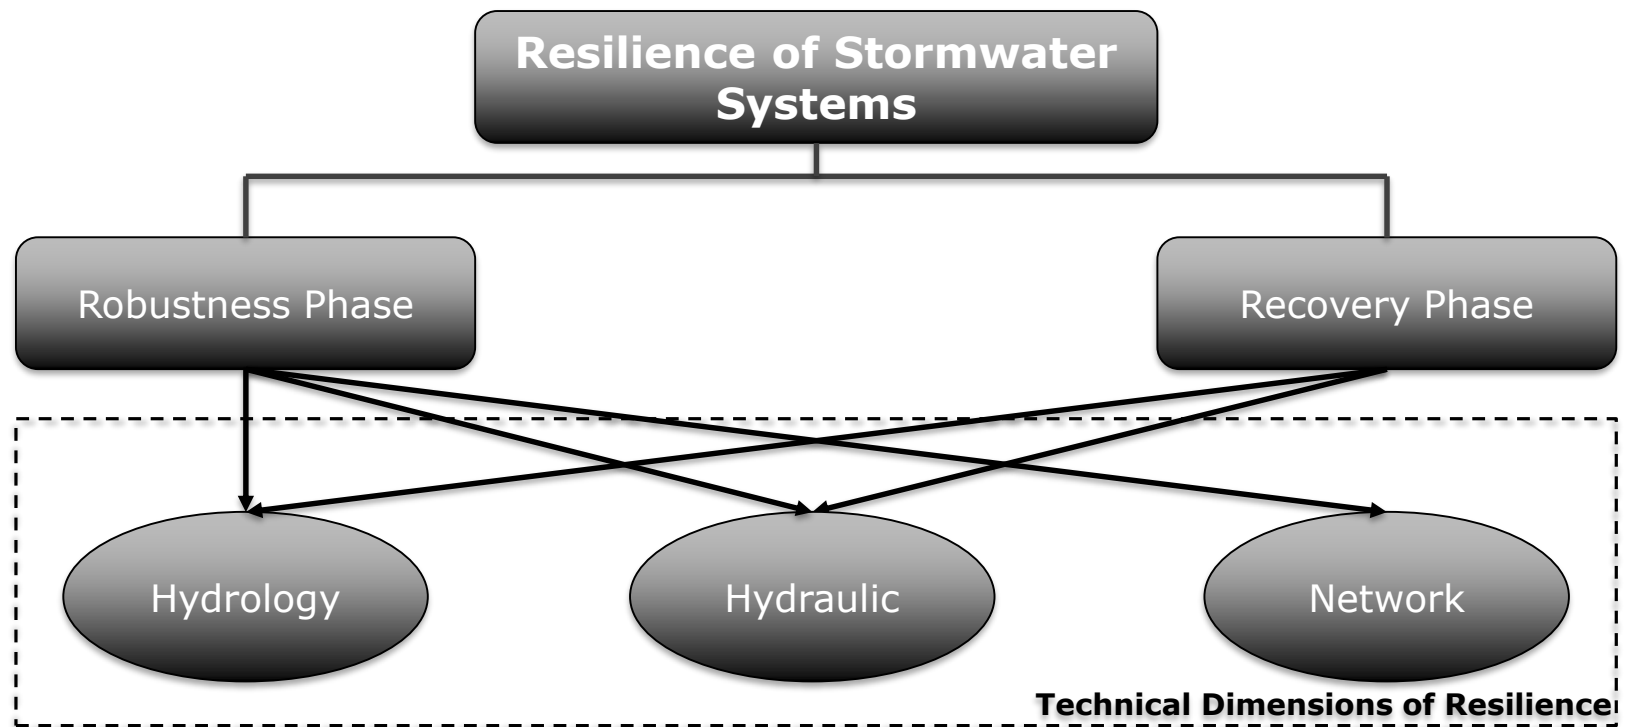 Resilience of Stormwater
Systems
Robustness Phase
Recovery Phase
Hydrology
Hydraulic
Network
Technical Dimensions of Resilience